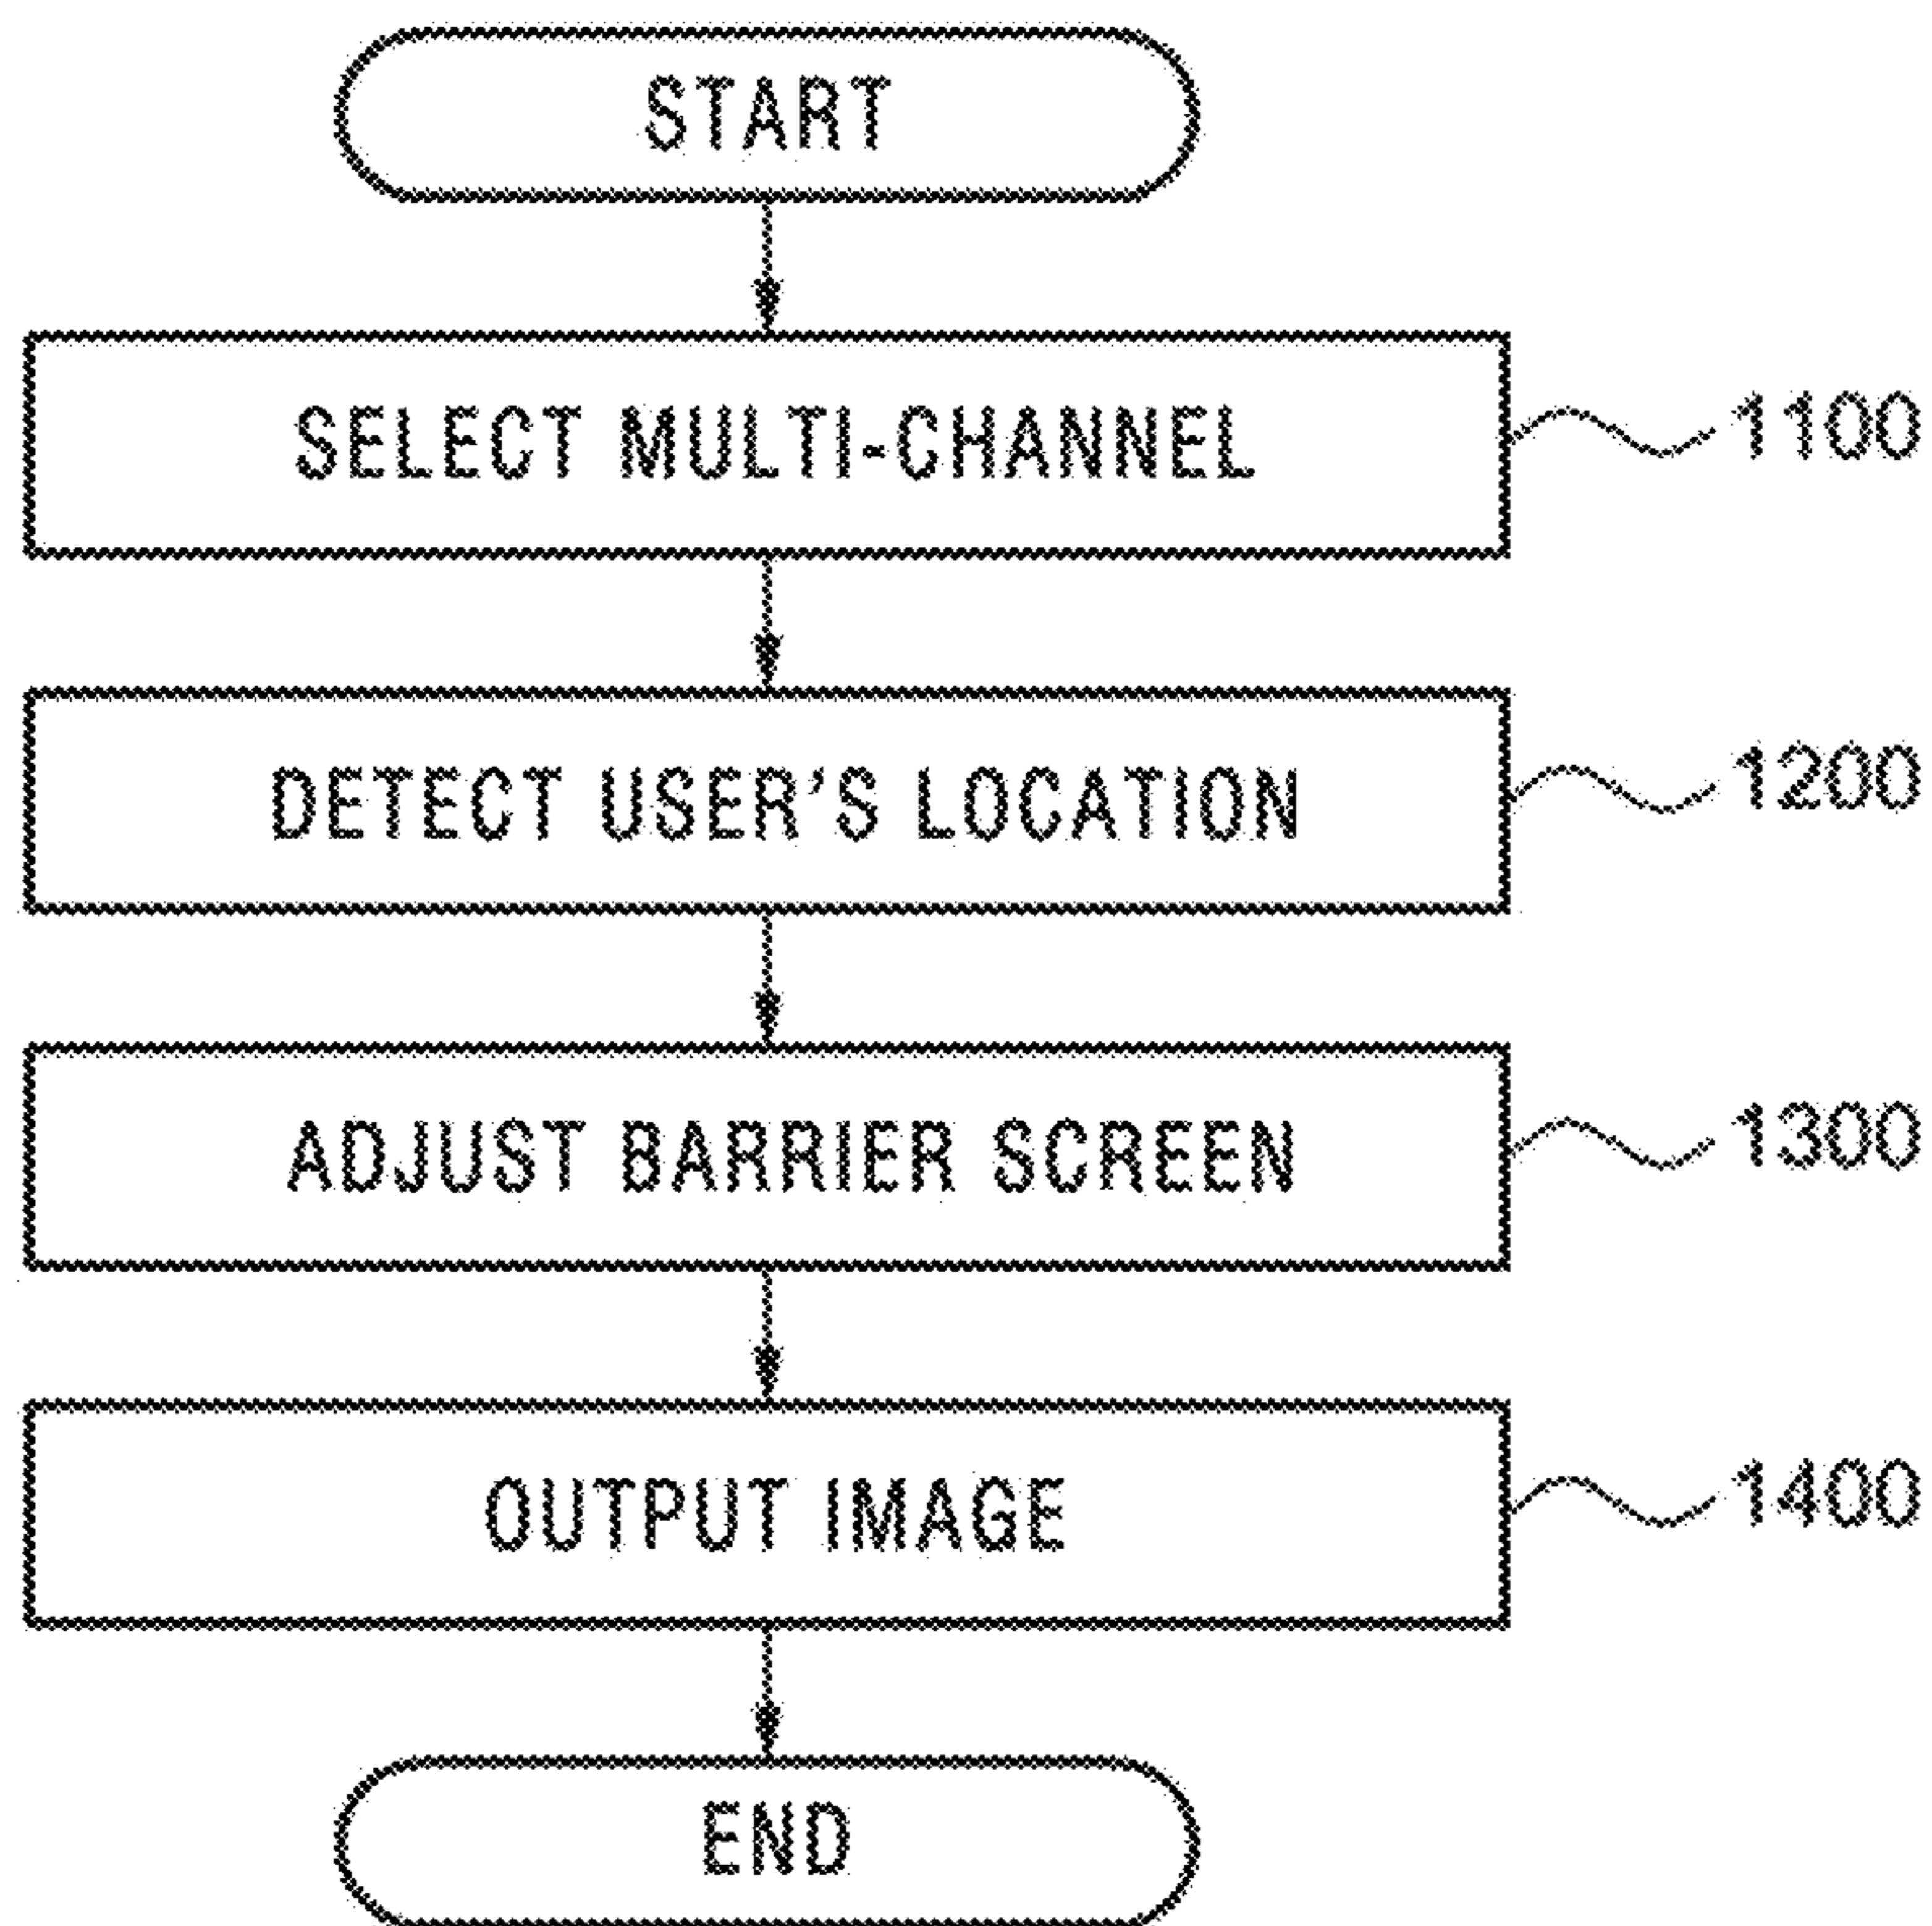 START
SELECT MULTI-CHANNEL
1100
DETECT USER'S LOCATION
1200
ADJUST BARRIER SCREEN
1300
OUTPUT IMAGE
1400
END